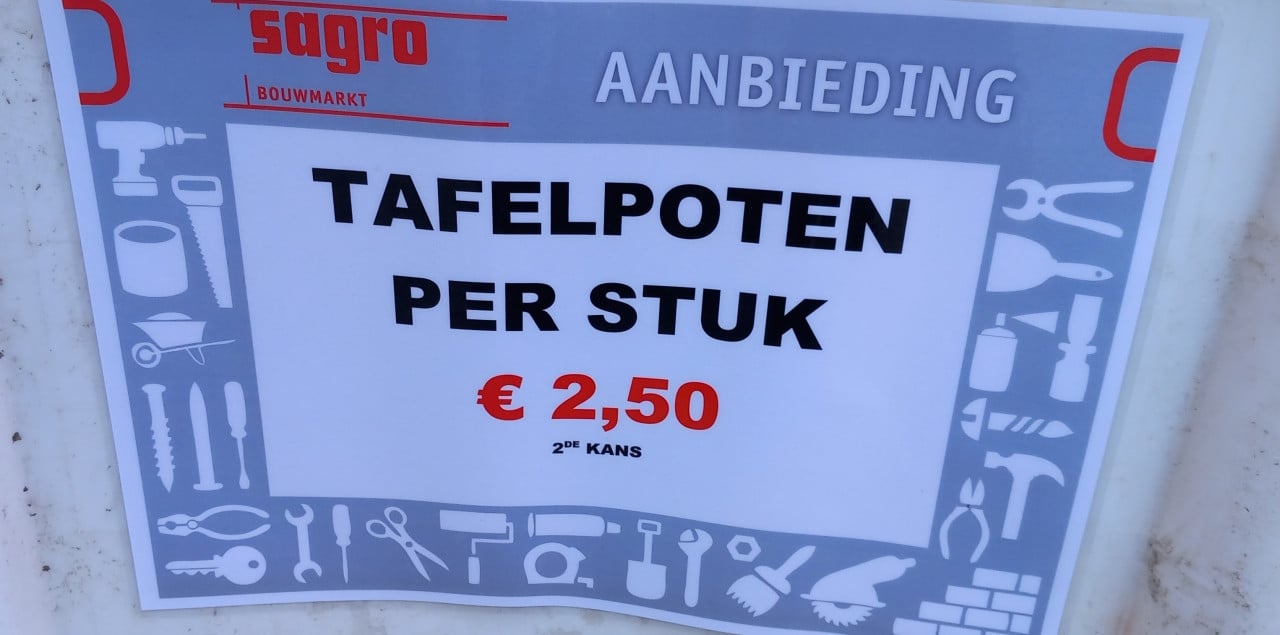 sagro
BOUWMARKT
AANBIEDING
TAFELPOTEN
PER STUK
€ 2,50
2DE KANS